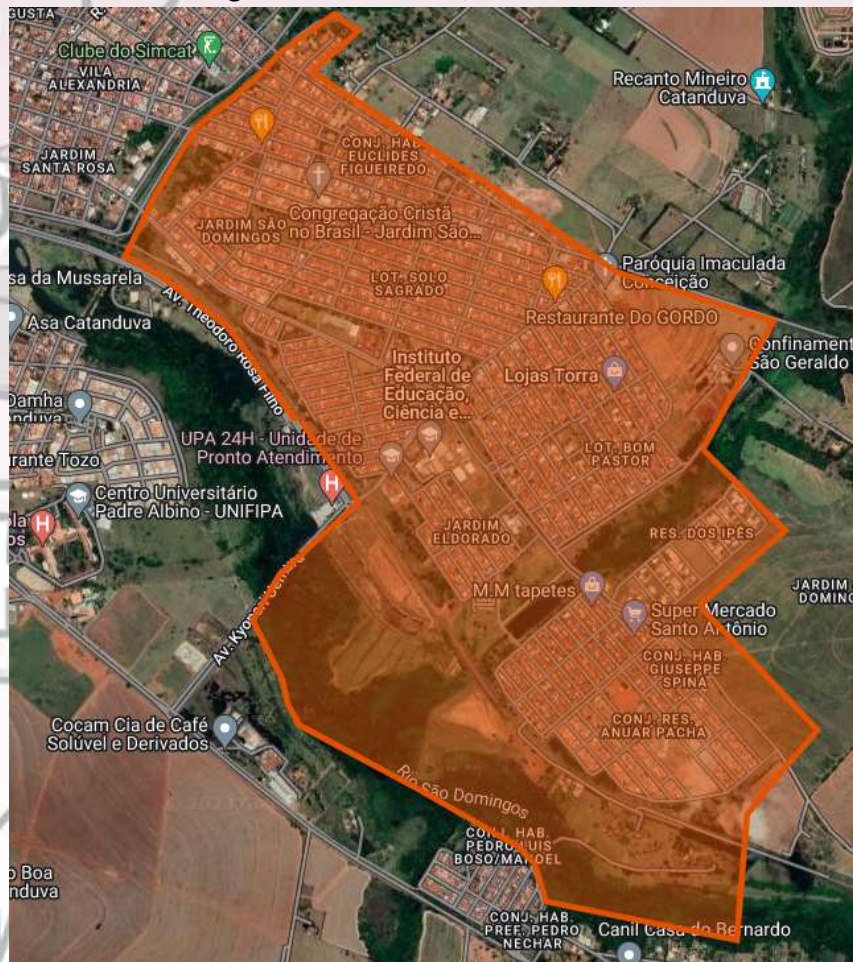 GUSTA
Clube do Simcat
VILA
ALEXANDRIA
Recanto Mineiro
Catanduva
JARDIM
SANTA ROSA
CONJ. HAB.
EUCLIDES
FIGUEIREDO
JARDIM SÃO
DOMINGOS
Congregação Cristã
no Brasil - Jardim São...
LOT. SOLO
SAGRADO
Paróquia Imaculada
Conceição
sa da Mussarela
Av. Theodoro Rosa Filho
Restaurante Do GORDO
Asa Catanduva
Confinament
São Geraldo
Instituto
Federal de
Educação,
Ciência e...
Lojas Torra
Damha
nduva
UPA 24H - Unidade de
Pronto Atendimento
LOT. BOM
PASTOR
urante Tozo
Centro Universitário
Padre Albino - UNIFIPA
ola
os
JARDIM
ELDORADO
RES. DOS IPÊS
M.M tapetes
JARDIM
DOMING
Super Mercado
Santo Antônio
Av.
CONJ. HAB.
GIUSEPPE
SPINA
CONJ. RES.
ANUAR PACHA
Cocam Cia de Café
Solúvel e Derivados
Rio São Domingos
CONJ. HAB.
PEDRO LUIS
BOSO/MANOEL
o Boa
nduva
CONJ. HAB.
PREF. PEDRO
NECHAR
Canil Casa do Bernardo